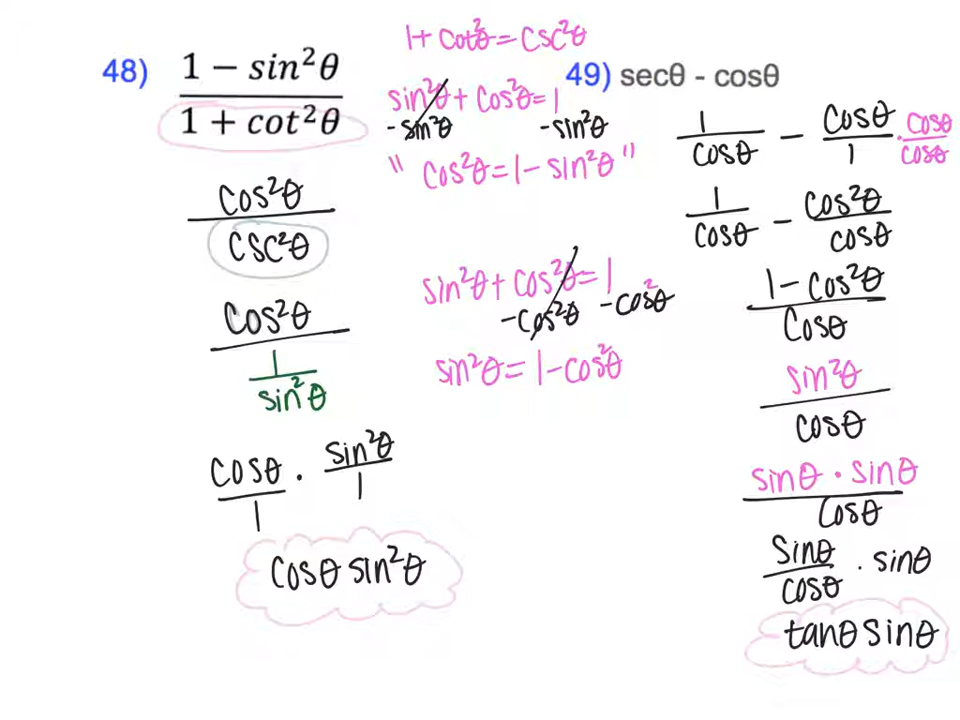 48) (1 − sin²θ)/(1 + cot²θ)
cos²θ/csc²θ
cos²θ/(1/sin²θ)
cosθ/1 · sin²θ/1
cosθ sin²θ
1 + cot²θ = csc²θ
sin²θ + cos²θ = 1
-sin²θ -sin²θ
" cos²θ = 1 - sin²θ "
sin²θ + cos²θ = 1
-cos²θ -cos²θ
sin²θ = 1 - cos²θ
49) secθ - cosθ
1/cosθ - cosθ/1 · cosθ/cosθ
1/cosθ - cos²θ/cosθ
(1 - cos²θ)/cosθ
sin²θ/cosθ
(sinθ · sinθ)/cosθ
sinθ/cosθ · sinθ
tanθ sinθ